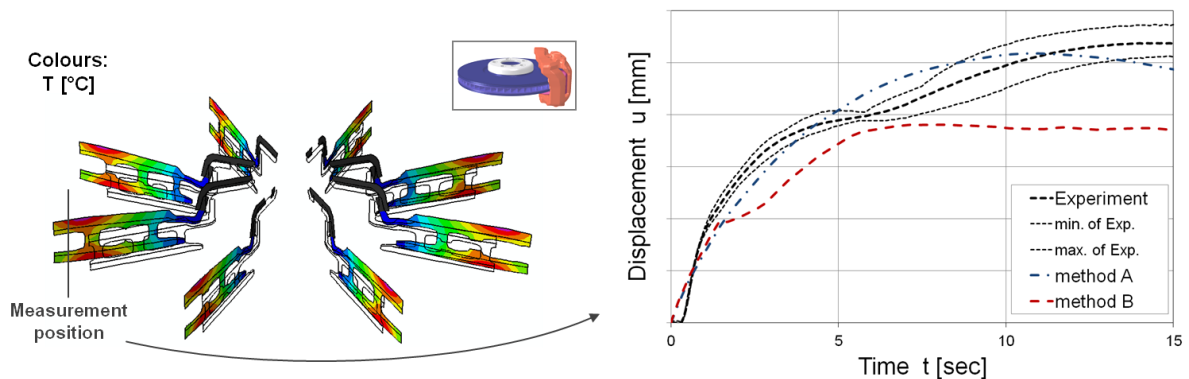 Colours:
T [°C]
Measurement
position
Displacement u [mm]
Experiment
min. of Exp.
max. of Exp.
method A
method B
0
5
10
15
Time t [sec]